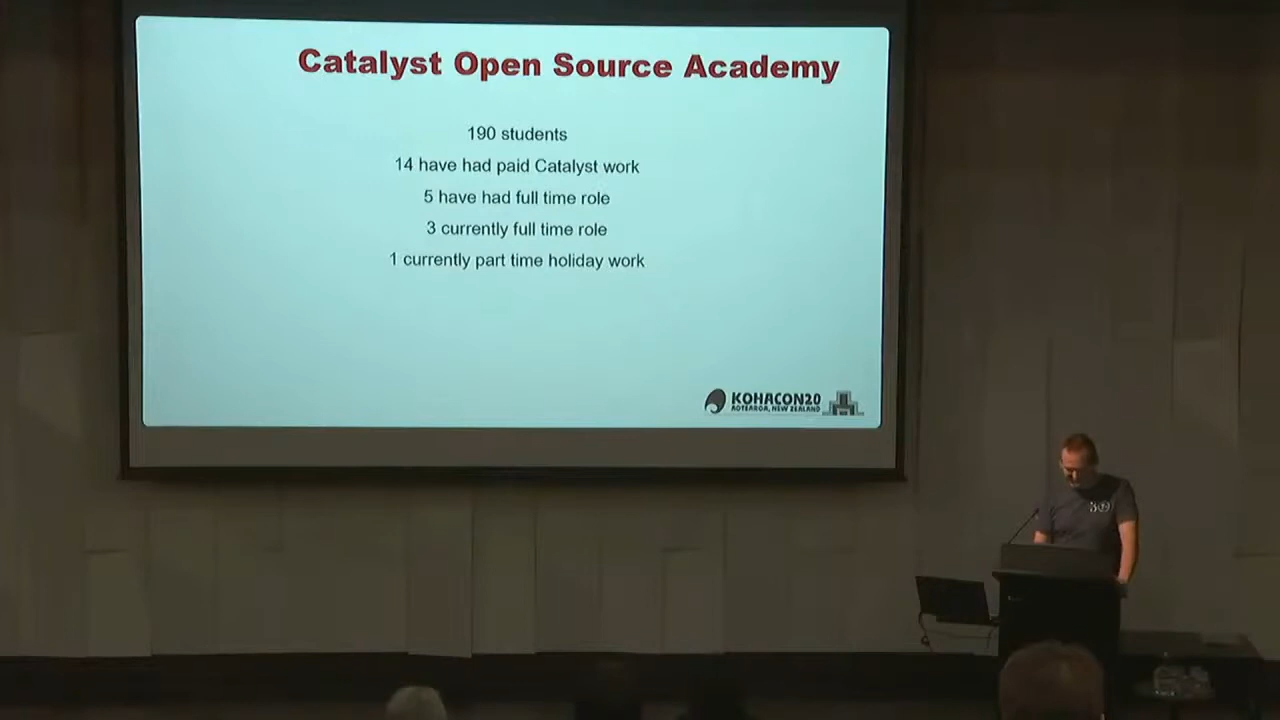 Catalyst Open Source Academy
190 students
14 have had paid Catalyst work
5 have had full time role
3 currently full time role
1 currently part time holiday work
KOHACON20
AOTEAROA, NEW ZEALAND